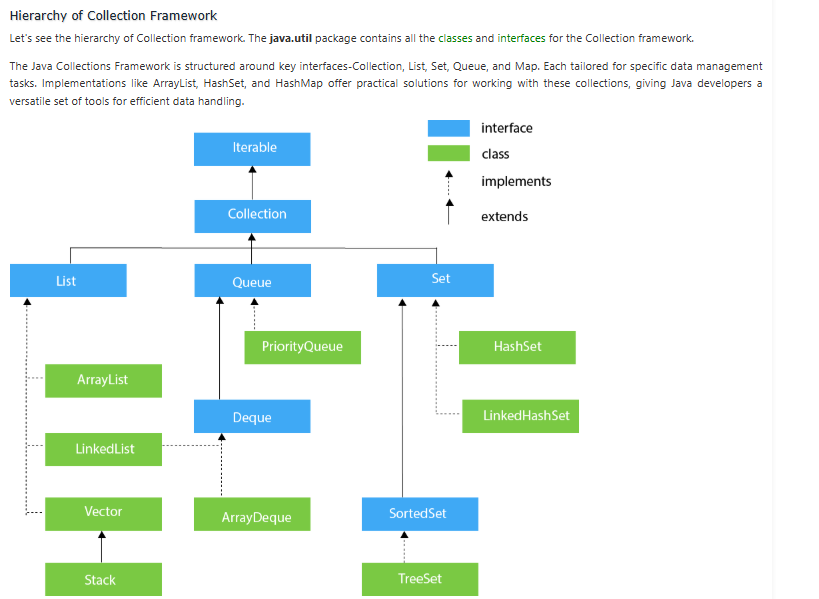 Hierarchy of Collection Framework
Let's see the hierarchy of Collection framework. The java.util package contains all the classes and interfaces for the Collection framework.
The Java Collections Framework is structured around key interfaces-Collection, List, Set, Queue, and Map. Each tailored for specific data management
tasks. Implementations like ArrayList, HashSet, and HashMap offer practical solutions for working with these collections, giving Java developers a
versatile set of tools for efficient data handling.
interface
Iterable
class
implements
Collection
extends
List
Queue
Set
PriorityQueue
HashSet
ArrayList
Deque
LinkedHashSet
LinkedList
Vector
ArrayDeque
SortedSet
Stack
TreeSet